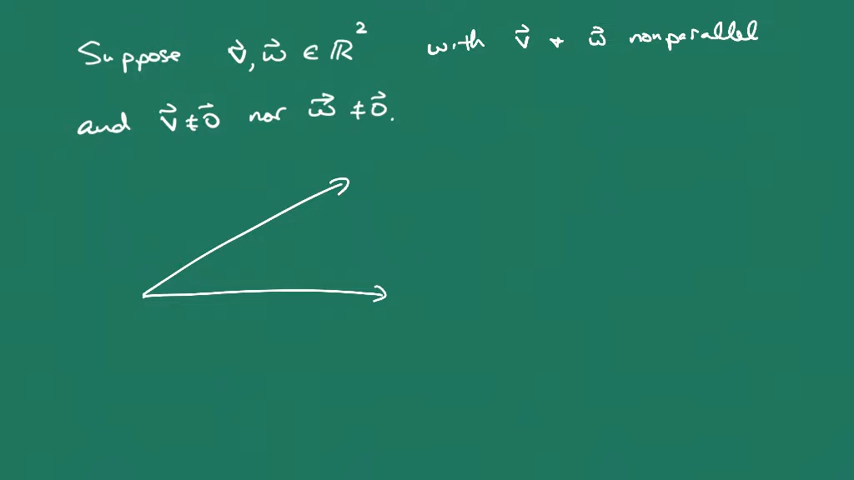 Suppose v⃗, w⃗ ∈ ℝ² with v⃗ + w⃗ nonparallel
and v⃗ ≠ 0⃗ nor w⃗ ≠ 0⃗.